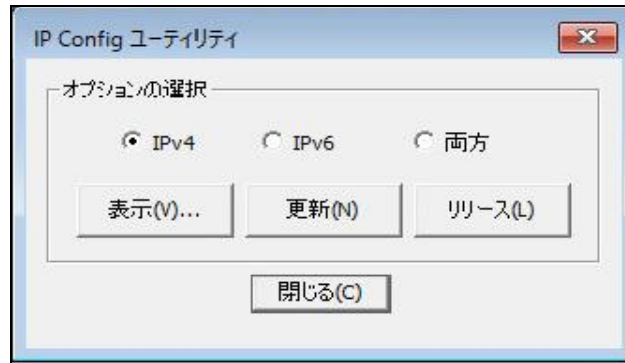 IP Config ユーティリティ
オプションの選択
IPv4 IPv6 両方
表示(V)... 更新(N) リリース(L)
閉じる(C)